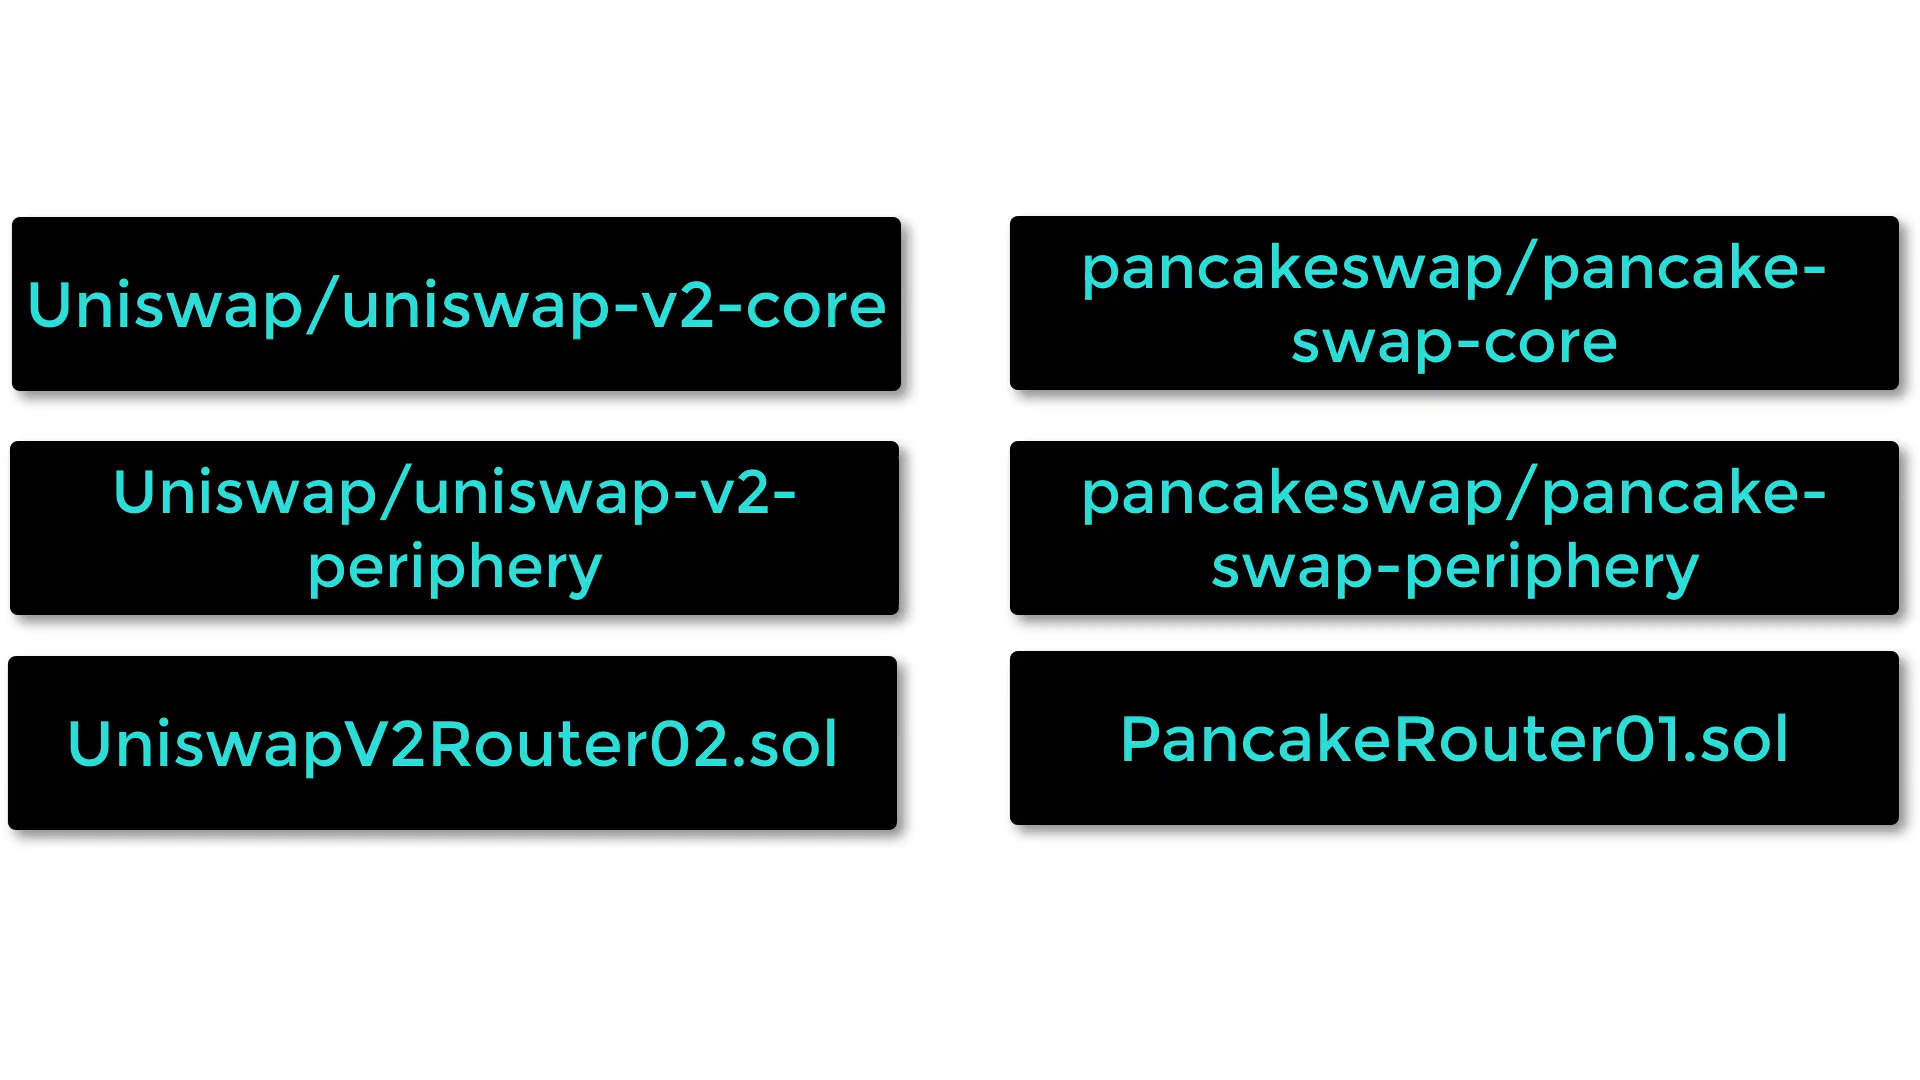 Uniswap/uniswap-v2-core
pancakeswap/pancake-
swap-core
Uniswap/uniswap-v2-
periphery
pancakeswap/pancake-
swap-periphery
UniswapV2Router02.sol
PancakeRouter01.sol